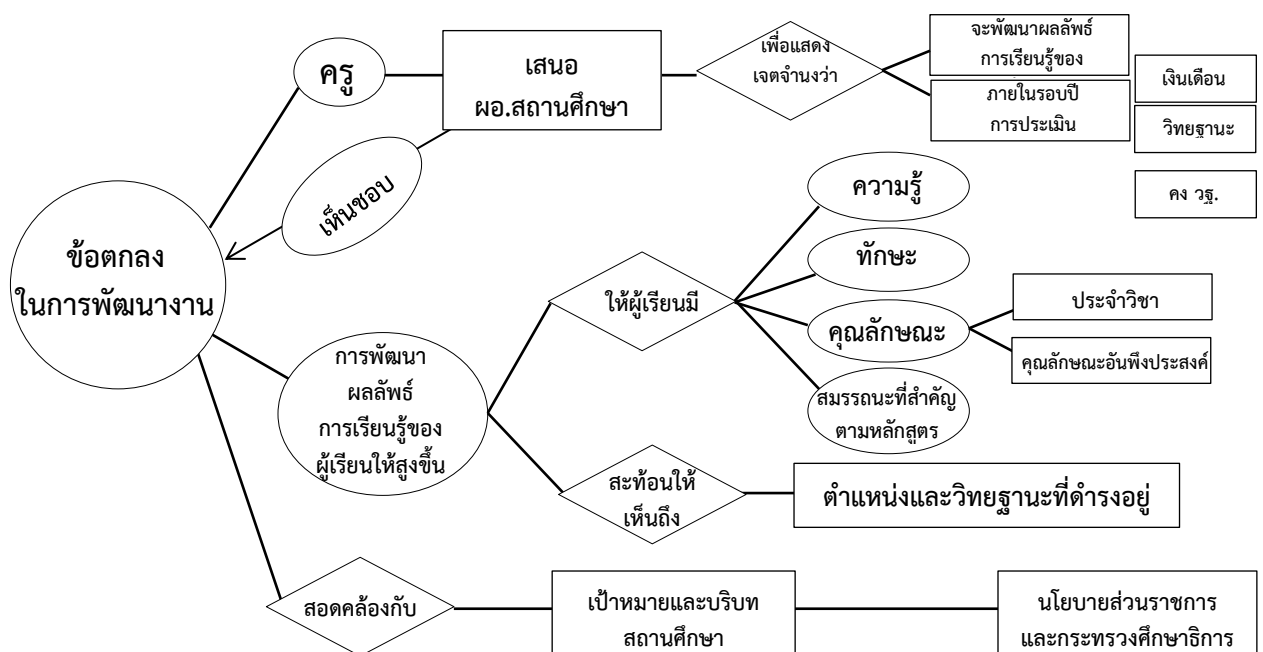 ครู
เสนอ
ผอ.สถานศึกษา
เพื่อแสดง
เจตจำนงว่า
จะพัฒนาผลลัพธ์
การเรียนรู้ของ
ภายในรอบปี
การประเมิน
เงินเดือน
วิทยฐานะ
คง วฐ.
เห็นชอบ
ข้อตกลง
ในการพัฒนางาน
การพัฒนา
ผลลัพธ์
การเรียนรู้ของ
ผู้เรียนให้สูงขึ้น
ให้ผู้เรียนมี
ความรู้
ทักษะ
คุณลักษณะ
สมรรถนะที่สำคัญ
ตามหลักสูตร
ประจำวิชา
คุณลักษณะอันพึงประสงค์
สะท้อนให้
เห็นถึง
ตำแหน่งและวิทยฐานะที่ดำรงอยู่
สอดคล้องกับ
เป้าหมายและบริบท
สถานศึกษา
นโยบายส่วนราชการ
และกระทรวงศึกษาธิการ